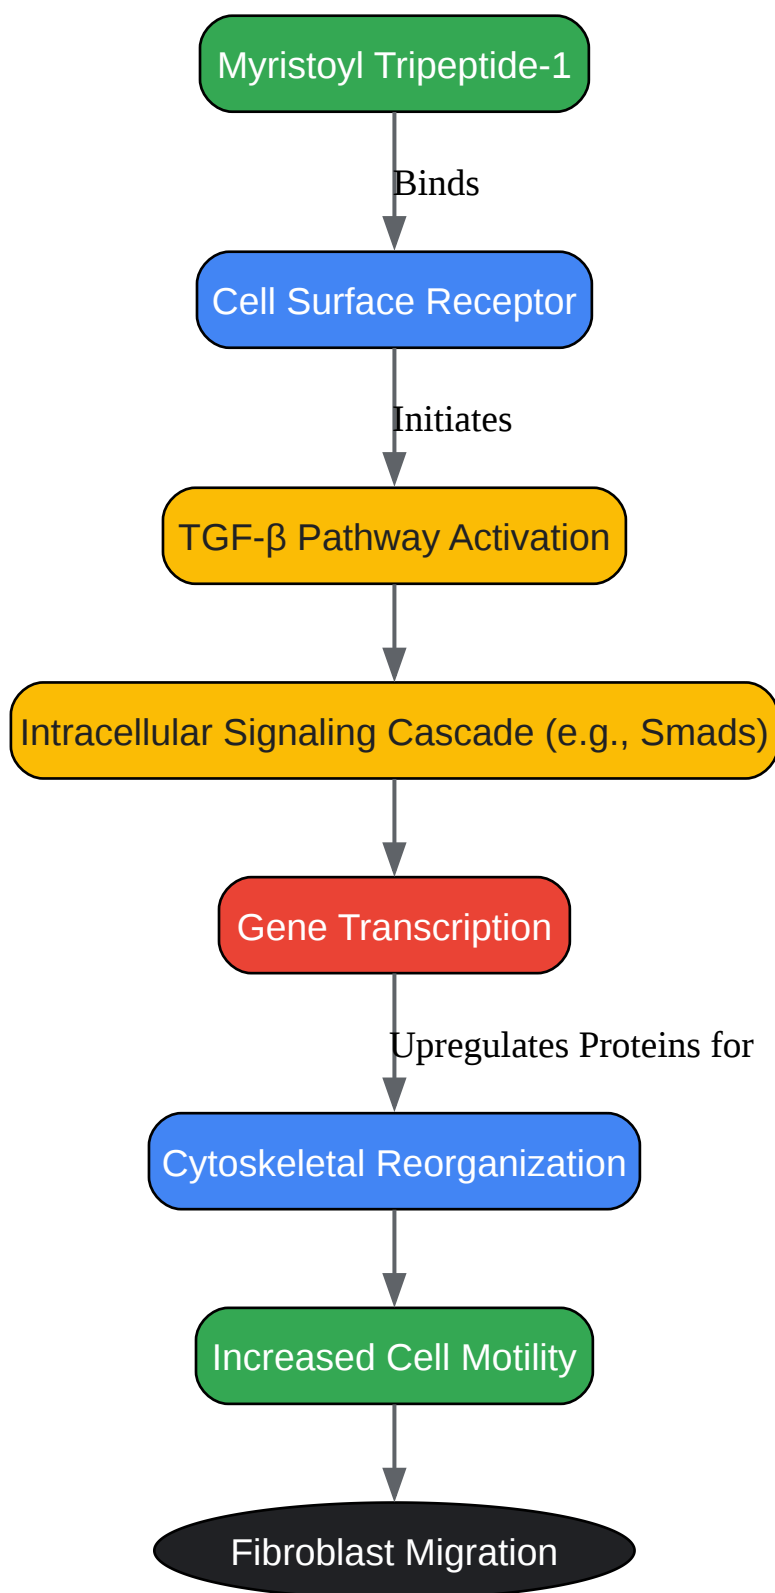 Myristoyl Tripeptide-1
Binds
Cell Surface Receptor
Initiates
TGF-β Pathway Activation
Intracellular Signaling Cascade (e.g., Smads)
Gene Transcription
Upregulates Proteins for
Cytoskeletal Reorganization
Increased Cell Motility
Fibroblast Migration